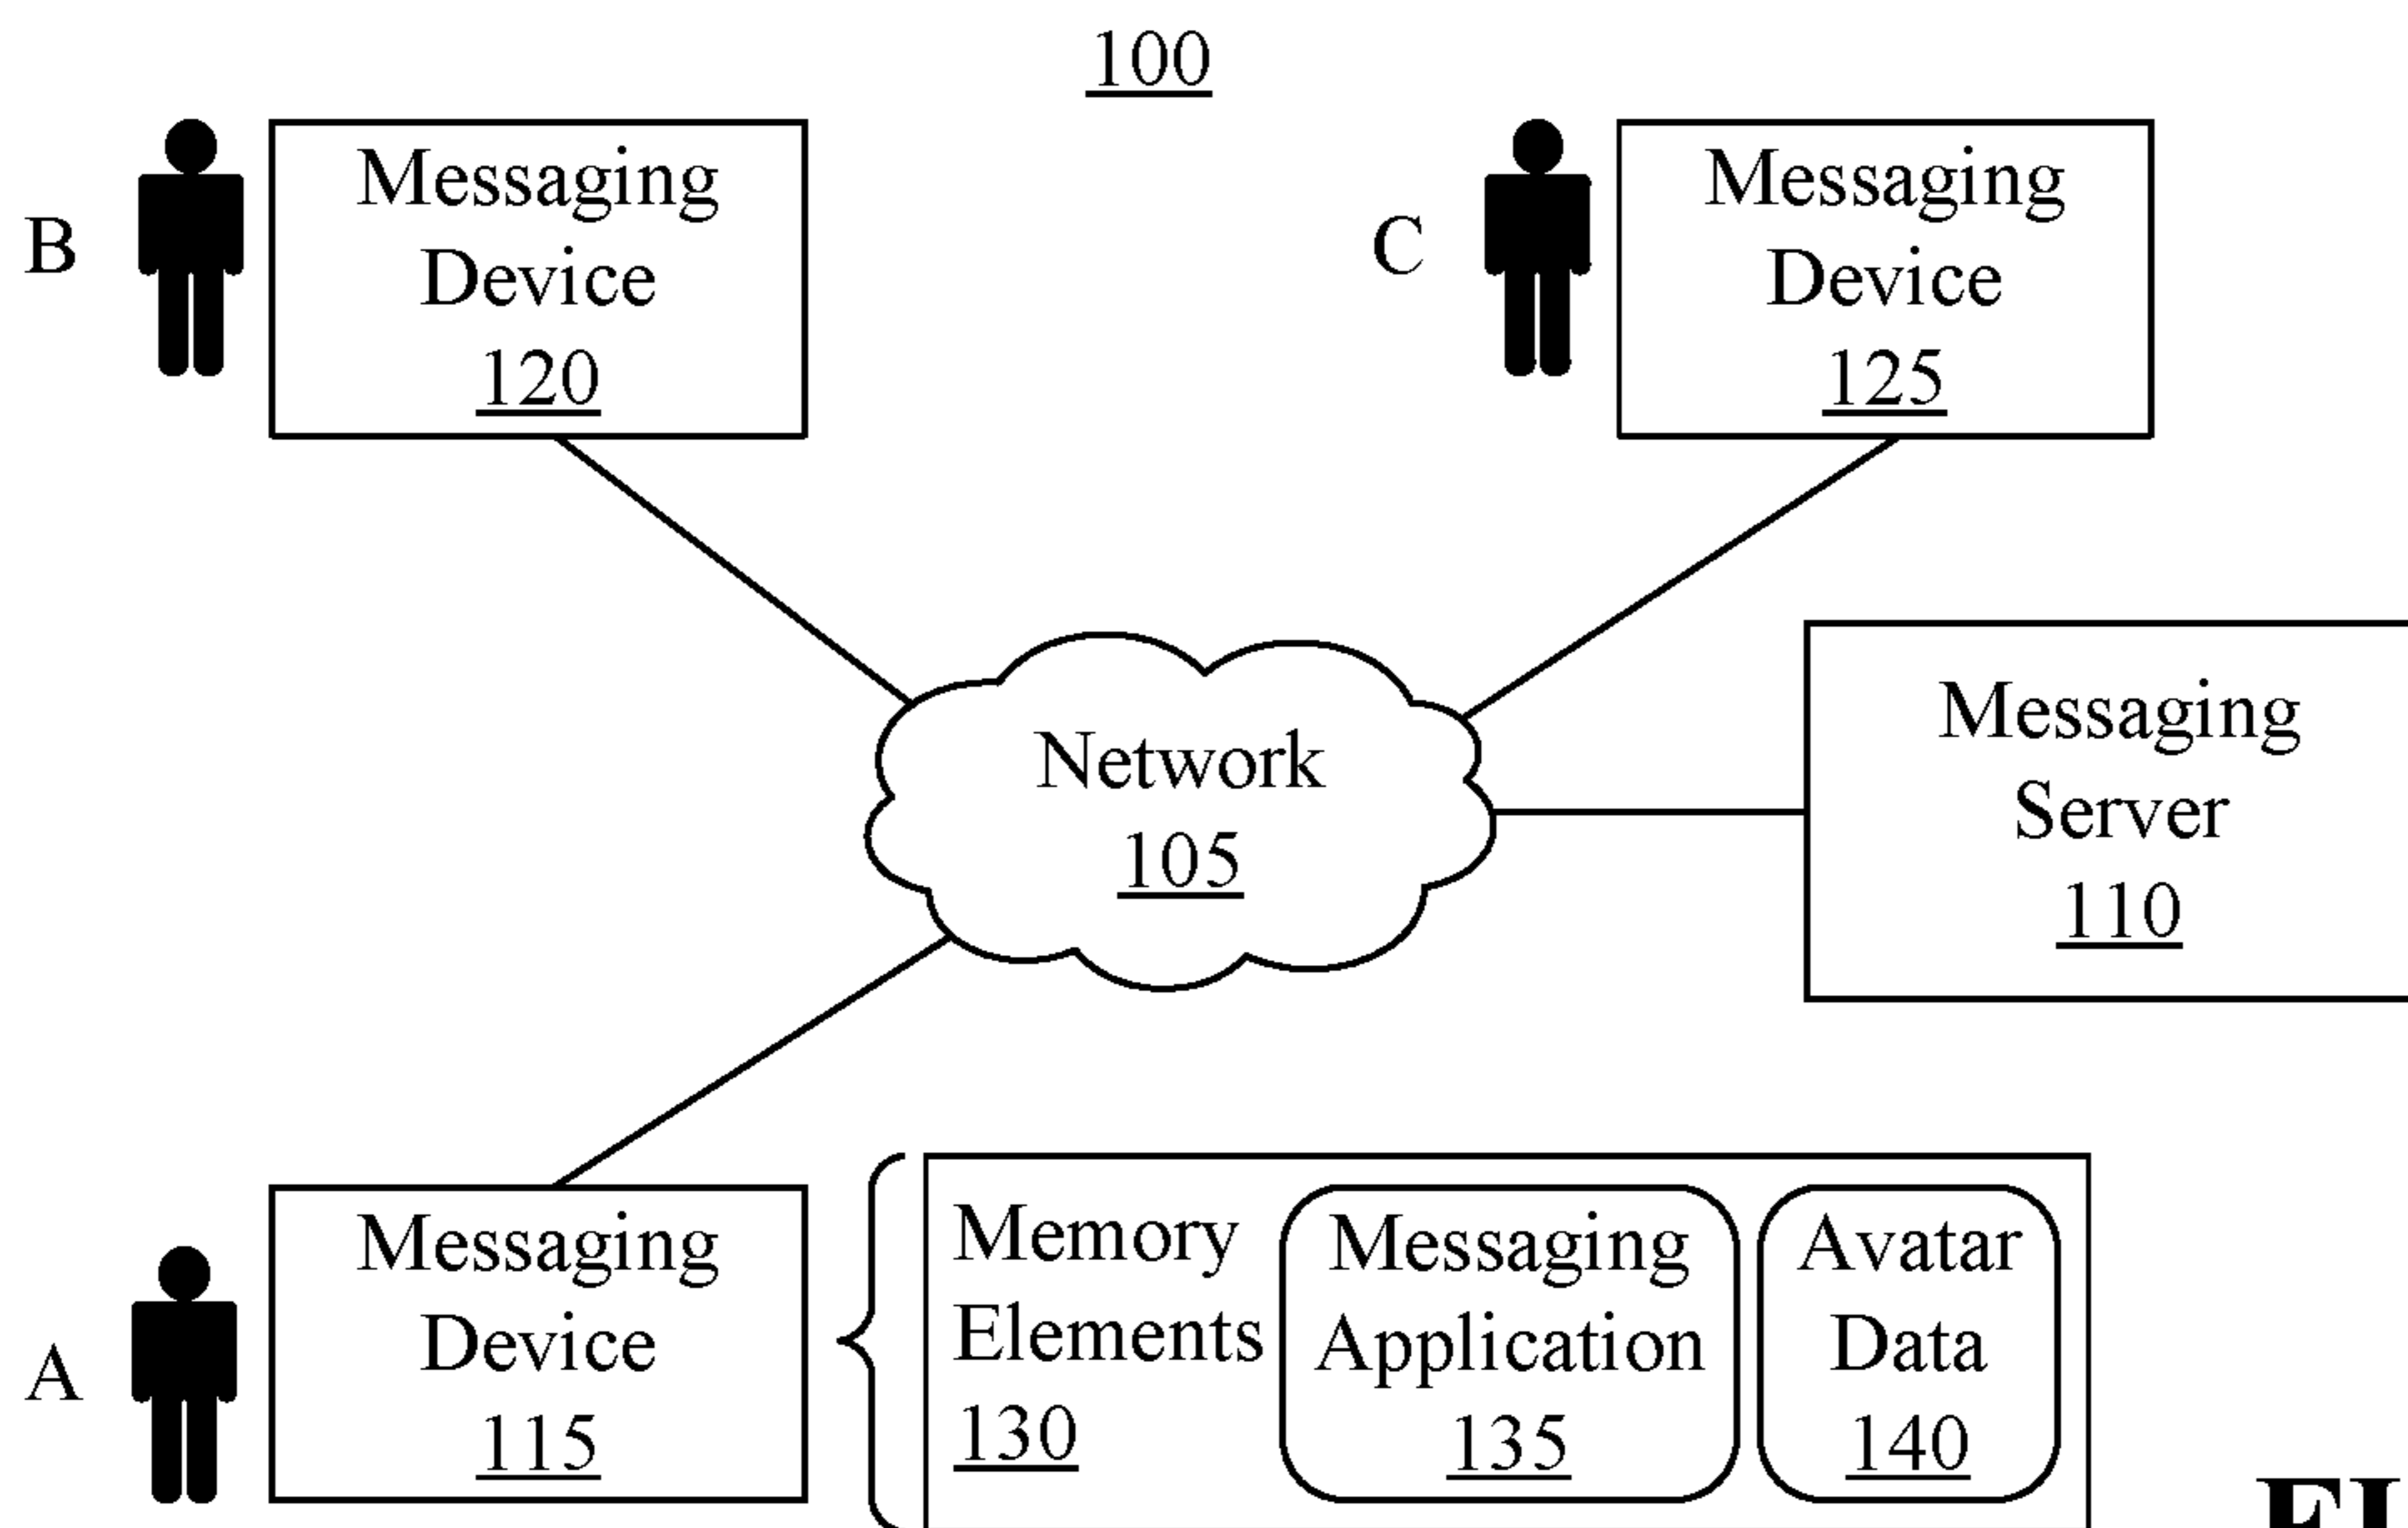 100
B
Messaging
Device
120
C
Messaging
Device
125
Network
105
Messaging
Server
110
A
Messaging
Device
115
Memory
Elements
130
Messaging
Application
135
Avatar
Data
140